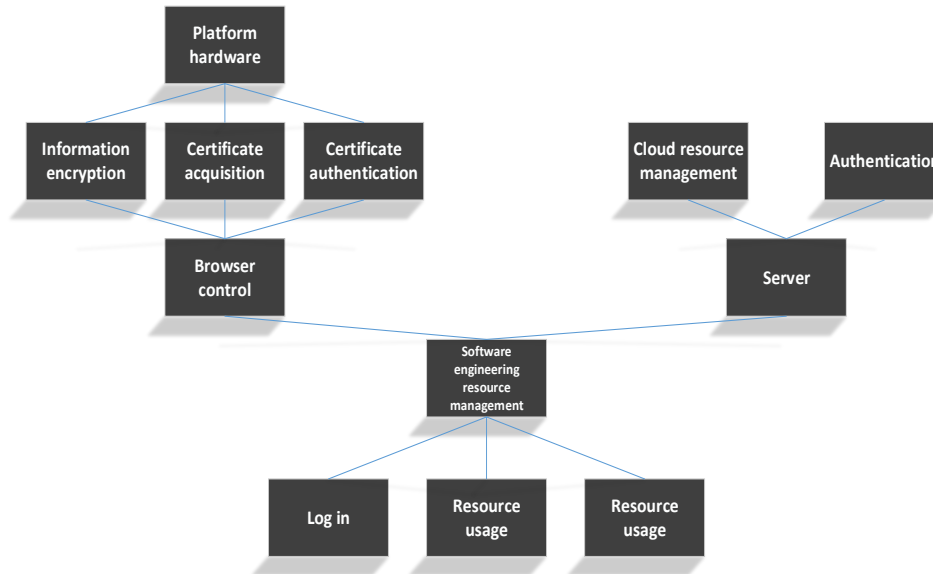 Platform
hardware
Information
encryption
Certificate
acquisition
Certificate
authentication
Cloud resource
management
Authentication
Browser
control
Server
Software
engineering
resource
management
Log in
Resource
usage
Resource
usage